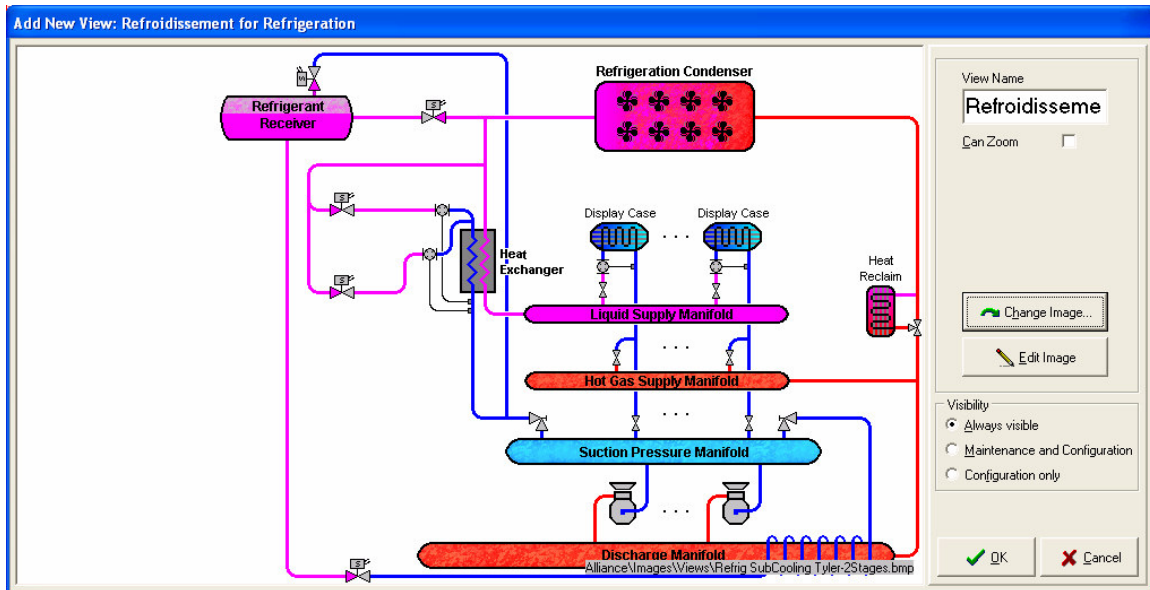 Add New View: Refroidissement for Refrigeration
Refrigeration Condenser
Refrigerant
Receiver
Display Case
Display Case
Heat
Exchanger
Heat
Reclaim
Liquid Supply Manifold
Hot Gas Supply Manifold
Suction Pressure Manifold
Discharge Manifold
Alliance\Images\Views\Refrig SubCooling Tyler-2Stages.bmp
View Name
Refroidisseme
Can Zoom
Change Image...
Edit Image
Visibility
Always visible
Maintenance and Configuration
Configuration only
OK
Cancel